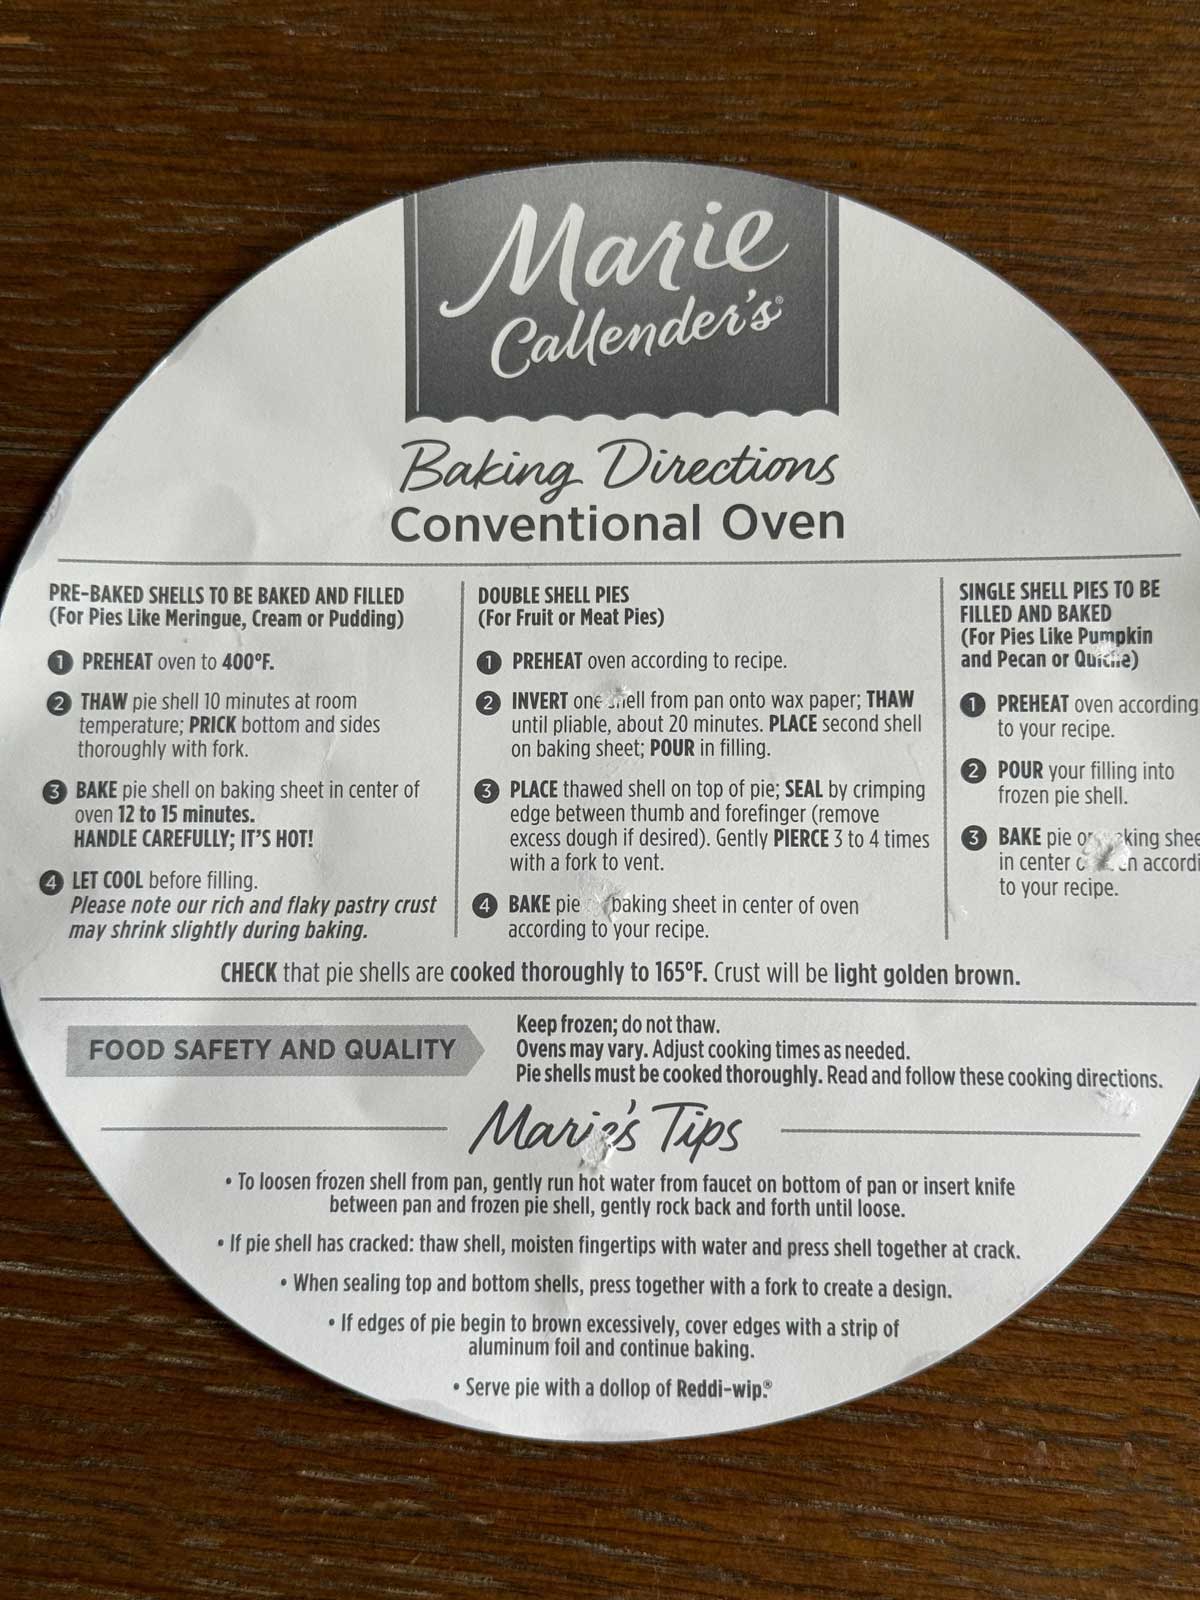 Marie
Callender's®
Baking Directions
Conventional Oven
PRE-BAKED SHELLS TO BE BAKED AND FILLED
(For Pies Like Meringue, Cream or Pudding)
1 PREHEAT oven to 400°F.
2 THAW pie shell 10 minutes at room
temperature; PRICK bottom and sides
thoroughly with fork.
3 BAKE pie shell on baking sheet in center of
oven 12 to 15 minutes.
HANDLE CAREFULLY; IT'S HOT!
4 LET COOL before filling.
Please note our rich and flaky pastry crust
may shrink slightly during baking.
DOUBLE SHELL PIES
(For Fruit or Meat Pies)
1 PREHEAT oven according to recipe.
2 INVERT one shell from pan onto wax paper; THAW
until pliable, about 20 minutes. PLACE second shell
on baking sheet; POUR in filling.
3 PLACE thawed shell on top of pie; SEAL by crimping
edge between thumb and forefinger (remove
excess dough if desired). Gently PIERCE 3 to 4 times
with a fork to vent.
4 BAKE pie baking sheet in center of oven
according to your recipe.
SINGLE SHELL PIES TO BE
FILLED AND BAKED
(For Pies Like Pumpkin
and Pecan or Quiche)
1 PREHEAT oven according
to your recipe.
2 POUR your filling into
frozen pie shell.
3 BAKE pie
in center
to your recipe.
CHECK that pie shells are cooked thoroughly to 165°F. Crust will be light golden brown.
FOOD SAFETY AND QUALITY
Keep frozen; do not thaw.
Ovens may vary. Adjust cooking times as needed.
Pie shells must be cooked thoroughly. Read and follow these cooking directions.
Marie's Tips
• To loosen frozen shell from pan, gently run hot water from faucet on bottom of pan or insert knife
between pan and frozen pie shell, gently rock back and forth until loose.
• If pie shell has cracked: thaw shell, moisten fingertips with water and press shell together at crack.
• When sealing top and bottom shells, press together with a fork to create a design.
• If edges of pie begin to brown excessively, cover edges with a strip of
aluminum foil and continue baking.
• Serve pie with a dollop of Reddi-wip.®